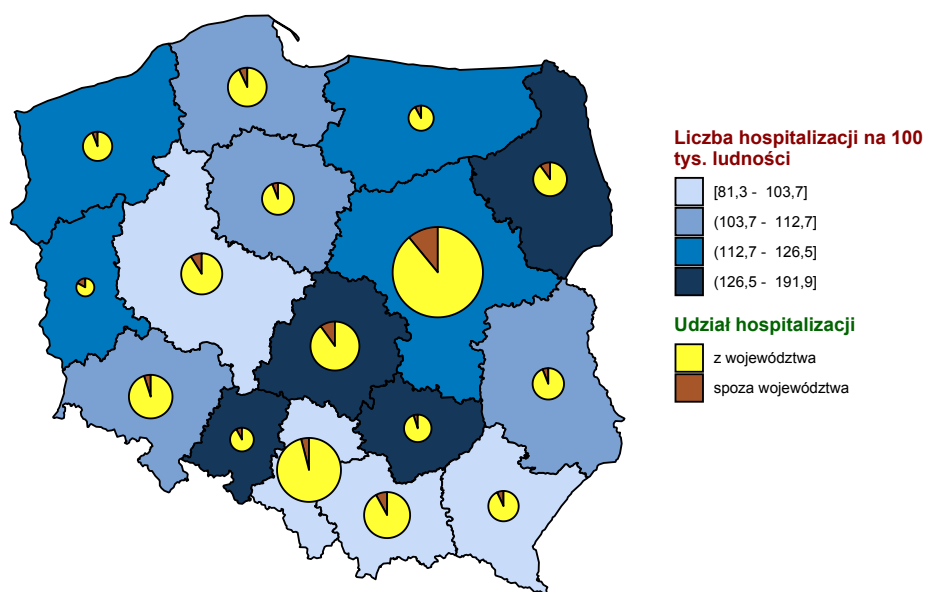 Liczba hospitalizacji na 100
tys. ludności
[81,3 - 103,7]
(103,7 - 112,7]
(112,7 - 126,5]
(126,5 - 191,9]
Udział hospitalizacji
z województwa
spoza województwa